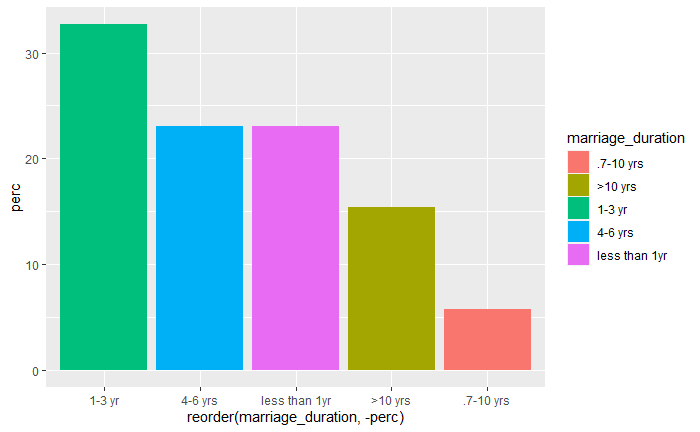 perc
30
20
10
0
1-3 yr
4-6 yrs
less than 1yr
>10 yrs
.7-10 yrs
reorder(marriage_duration, -perc)
marriage_duration
.7-10 yrs
>10 yrs
1-3 yr
4-6 yrs
less than 1yr